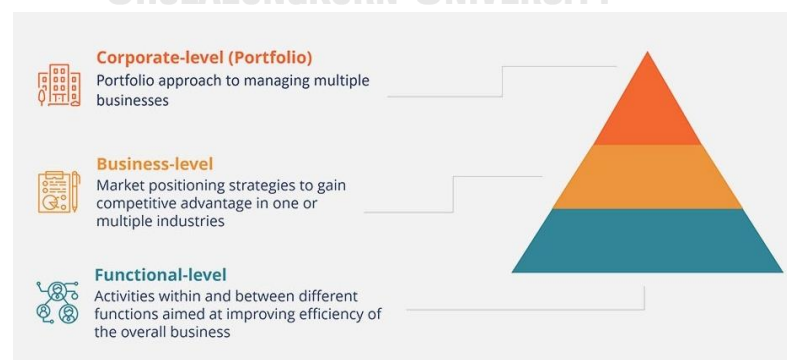 CHULALONGKORN UNIVERSITY
Corporate-level (Portfolio)
Portfolio approach to managing multiple
businesses
Business-level
Market positioning strategies to gain
competitive advantage in one or
multiple industries
Functional-level
Activities within and between different
functions aimed at improving efficiency of
the overall business